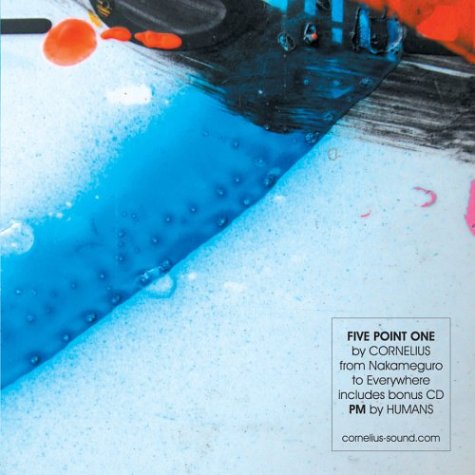 FIVE POINT ONE
by CORNELIUS
from Nakameguro
to Everywhere
includes bonus CD
PM by HUMANS
cornelius-sound.com